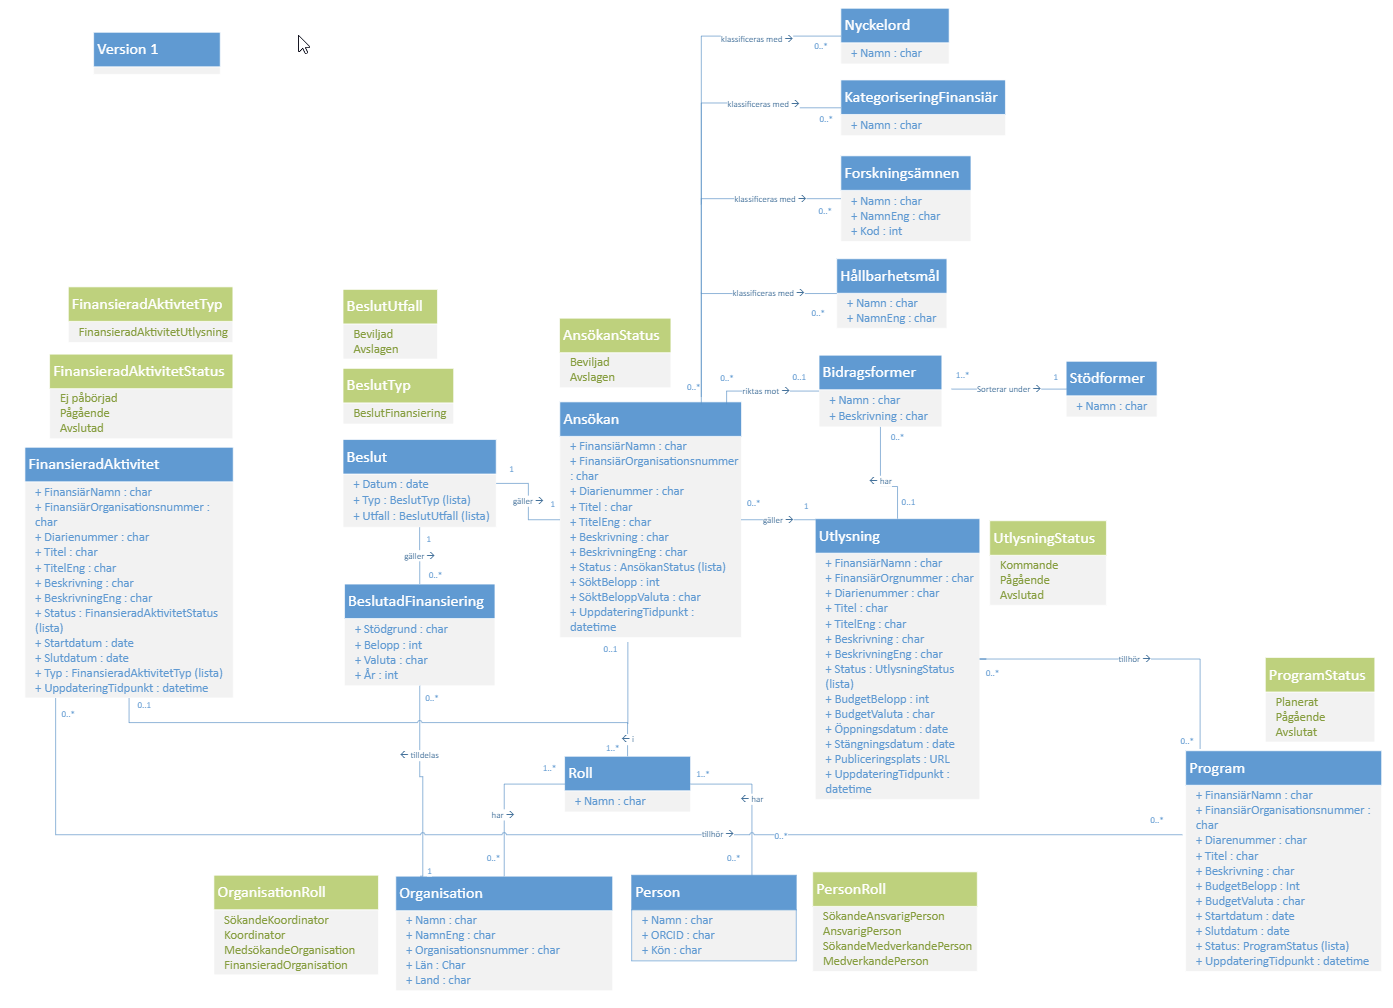 Version 1
Nyckelord
+ Namn : char
klassificeras med →
0..*
KategoriseringFinansiär
+ Namn : char
klassificeras med →
0..*
Forskningsämnen
+ Namn : char
+ NamnEng : char
+ Kod : int
klassificeras med →
0..*
Hållbarhetsmål
+ Namn : char
+ NamnEng : char
klassificeras med →
0..*
0..*
FinansieradAktivtetTyp
FinansieradAktivitetUtlysning
FinansieradAktivitetStatus
Ej påbörjad
Pågående
Avslutad
FinansieradAktivitet
+ FinansiärNamn : char
+ FinansiärOrganisationsnummer :
char
+ Diarienummer : char
+ Titel : char
+ TitelEng : char
+ Beskrivning : char
+ BeskrivningEng : char
+ Status : FinansieradAktivitetStatus
(lista)
+ Startdatum : date
+ Slutdatum : date
+ Typ : FinansieradAktivitetTyp (lista)
+ UppdateringTidpunkt : datetime
0..*
0..1
BeslutUtfall
Beviljad
Avslagen
BeslutTyp
BeslutFinansiering
Beslut
+ Datum : date
+ Typ : BeslutTyp (lista)
+ Utfall : BeslutUtfall (lista)
1
gäller →
1
1
gäller →
0..*
BeslutadFinansiering
+ Stödgrund : char
+ Belopp : int
+ Valuta : char
+ År : int
0..*
← tilldelas
1
AnsökanStatus
Beviljad
Avslagen
Ansökan
+ FinansiärNamn : char
+ FinansiärOrganisationsnummer
: char
+ Diarienummer : char
+ Titel : char
+ TitelEng : char
+ Beskrivning : char
+ BeskrivningEng : char
+ Status : AnsökanStatus (lista)
+ SöktBelopp : int
+ SöktBeloppValuta : char
+ UppdateringTidpunkt :
datetime
0..*
riktas mot →
0..1
Bidragsformer
+ Namn : char
+ Beskrivning : char
1..*
Sorterar under →
1
Stödformer
+ Namn : char
0..*
← har
0..1
0..*
gäller →
1
Utlysning
+ FinansiärNamn : char
+ FinansiärOrgnummer : char
+ Diarienummer : char
+ Titel : char
+ TitelEng : char
+ Beskrivning : char
+ BeskrivningEng : char
+ Status : UtlysningStatus
(lista)
+ BudgetBelopp : int
+ BudgetValuta : char
+ Öppningsdatum : date
+ Stängningsdatum : date
+ Publiceringsplats : URL
+ UppdateringTidpunkt :
datetime
UtlysningStatus
Kommande
Pågående
Avslutad
0..*
tillhör →
0..*
ProgramStatus
Planerat
Pågående
Avslutat
Program
+ FinansiärNamn : char
+ FinansiärOrganisationsnummer :
char
+ Diarenummer : char
+ Titel : char
+ Beskrivning : char
+ BudgetBelopp : Int
+ BudgetValuta : char
+ Startdatum : date
+ Slutdatum : date
+ Status: ProgramStatus (lista)
+ UppdateringTidpunkt : datetime
0..1
← i
1..*
1..*
Roll
+ Namn : char
1..*
har →
0..*
← har
0..*
tillhör →
0..*
0..*
OrganisationRoll
SökandeKoordinator
Koordinator
MedsökandeOrganisation
FinansieradOrganisation
Organisation
+ Namn : char
+ NamnEng : char
+ Organisationsnummer : char
+ Län : Char
+ Land : char
Person
+ Namn : char
+ ORCID : char
+ Kön : char
PersonRoll
SökandeAnsvarigPerson
AnsvarigPerson
SökandeMedverkandePerson
MedverkandePerson